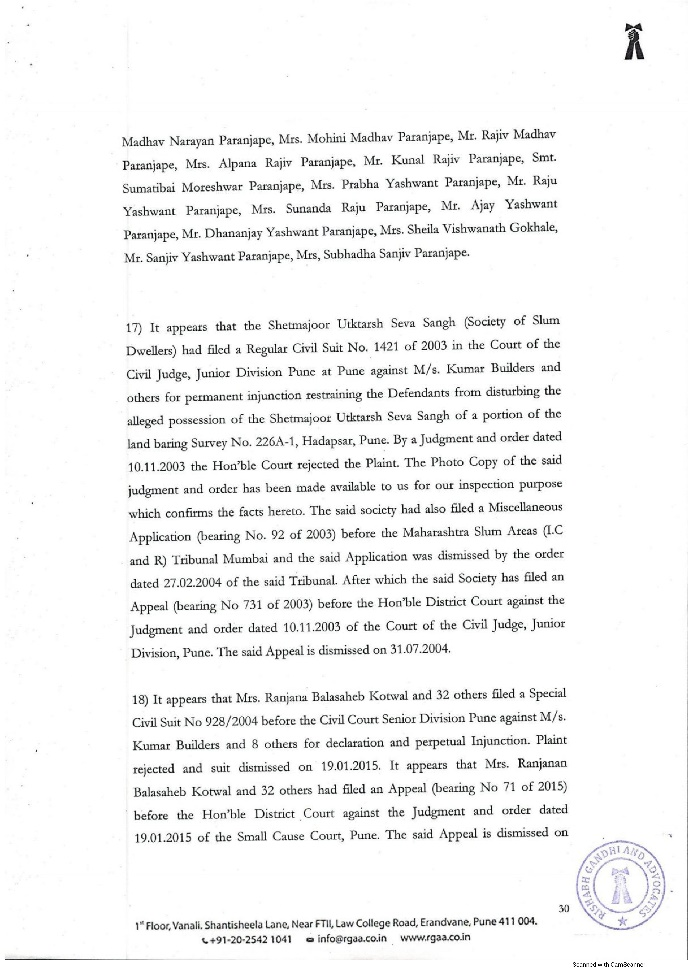 Madhav Narayan Paranjape, Mrs. Mohini Madhav Paranjape, Mr. Rajiv Madhav
Paranjape, Mrs. Alpana Rajiv Paranjape, Mr. Kunal Rajiv Paranjape, Smt.
Sumatibai Moreshwar Paranjape, Mrs. Prabha Yashwant Paranjape, Mr. Raju
Yashwant Paranjape, Mrs. Sunanda Raju Paranjape, Mr. Ajay Yashwant
Paranjape, Mr. Dhananjay Yashwant Paranjape, Mrs. Sheila Vishwanath Gokhale,
Mr. Sanjiv Yashwant Paranjape, Mrs, Subhadha Sanjiv Paranjape.
17) It appears that the Shetmajoor Utktarsh Seva Sangh (Society of Slum
Dwellers) had filed a Regular Civil Suit No. 1421 of 2003 in the Court of the
Civil Judge, Junior Division Pune at Pune against M/s. Kumar Builders and
others for permanent injunction restraining the Defendants from disturbing the
alleged possession of the Shetmajoor Utktarsh Seva Sangh of a portion of the
land baring Survey No. 226A-1, Hadapsar, Pune. By a Judgment and order dated
10.11.2003 the Hon'ble Court rejected the Plaint. The Photo Copy of the said
judgment and order has been made available to us for our inspection purpose
which confirms the facts hereto. The said society had also filed a Miscellaneous
Application (bearing No. 92 of 2003) before the Maharashtra Slum Areas (I.C
and R) Tribunal Mumbai and the said Application was dismissed by the order
dated 27.02.2004 of the said Tribunal. After which the said Society has filed an
Appeal (bearing No 731 of 2003) before the Hon'ble District Court against the
Judgment and order dated 10.11.2003 of the Court of the Civil Judge, Junior
Division, Pune. The said Appeal is dismissed on 31.07.2004.
18) It appears that Mrs. Ranjana Balasaheb Kotwal and 32 others filed a Special
Civil Suit No 928/2004 before the Civil Court Senior Division Pune against M/s.
Kumar Builders and 8 others for declaration and perpetual Injunction. Plaint
rejected and suit dismissed on 19.01.2015. It appears that Mrs. Ranjanan
Balasaheb Kotwal and 32 others had filed an Appeal (bearing No 71 of 2015)
before the Hon'ble District Court against the Judgment and order dated
19.01.2015 of the Small Cause Court, Pune. The said Appeal is dismissed on
RISHABH GANDHI AND ADVOCATES
30
1st Floor, Vanali. Shantisheela Lane, Near FTII, Law College Road, Erandvane, Pune 411 004.
+91-20-2542 1041 info@rgaa.co.in www.rgaa.co.in
Scanned with CamScanner